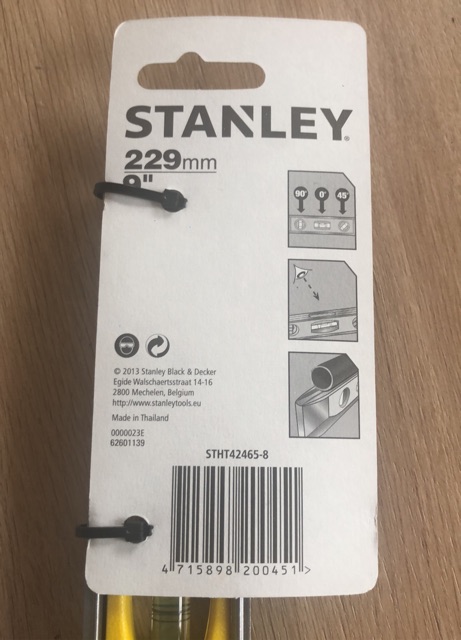 STANLEY®
229mm
9"
90° 0° 45°
© 2013 Stanley Black & Decker
Egide Walschaertsstraat 14-16
2800 Mechelen, Belgium
http://www.stanleytools.eu
Made in Thailand
0000023E
62601139
STHT42465-8
4 715898 200451 >